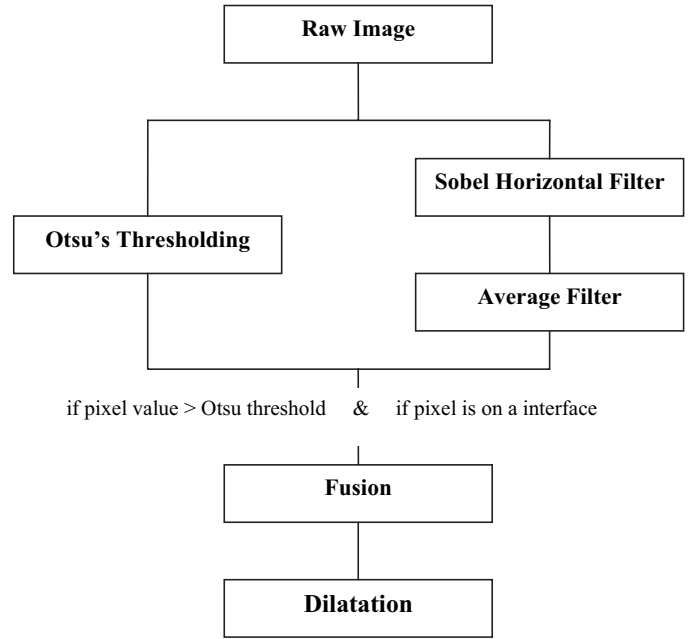 Raw Image
Sobel Horizontal Filter
Otsu’s Thresholding
Average Filter
if pixel value > Otsu threshold & if pixel is on a interface
Fusion
Dilatation